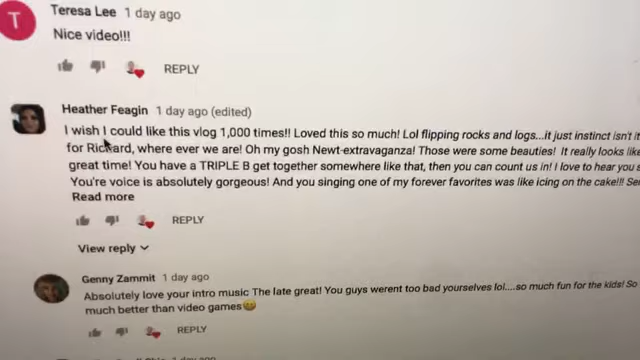 T
Teresa Lee 1 day ago
Nice video!!!
REPLY
Heather Feagin 1 day ago (edited)
I wish I could like this vlog 1,000 times!! Loved this so much! Lol flipping rocks and logs...it just instinct isn't it
for Rickard, where ever we are! Oh my gosh Newt-extravaganza! Those were some beauties! It really looks like
great time! You have a TRIPLE B get together somewhere like that, then you can count us in! I love to hear you s
You're voice is absolutely gorgeous! And you singing one of my forever favorites was like icing on the cake!!! Se
Read more
REPLY
View reply
Genny Zammit 1 day ago
Absolutely love your intro music The late great! You guys werent too bad yourselves lol....so much fun for the kids! So
much better than video games😄
REPLY
1 day ago